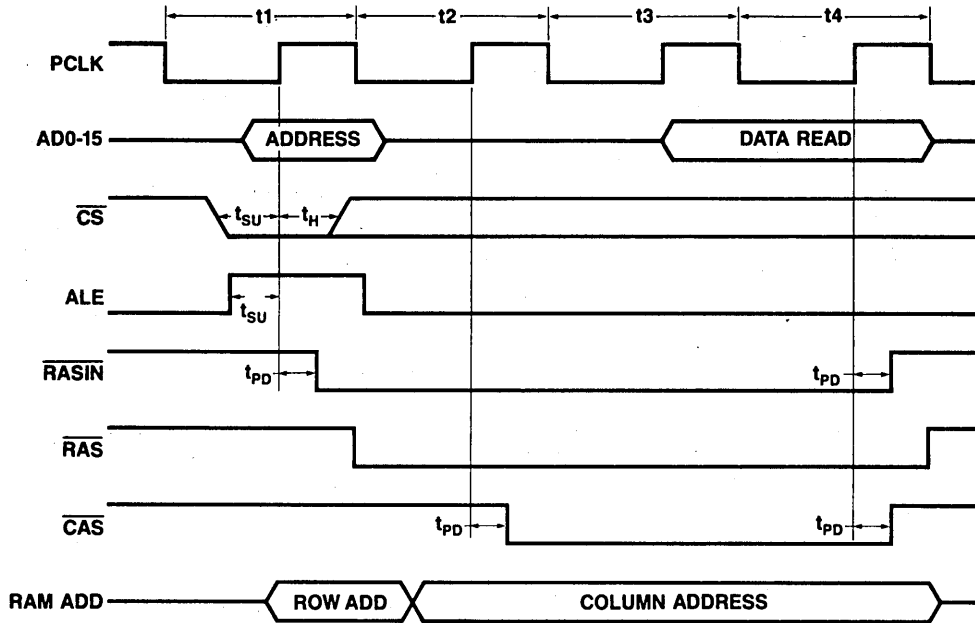 t1 t2 t3 t4
PCLK
AD0-15 ADDRESS DATA READ
CS tSU tH
ALE
tSU
RASIN tPD tPD
RAS
CAS tPD tPD
RAM ADD ROW ADD COLUMN ADDRESS